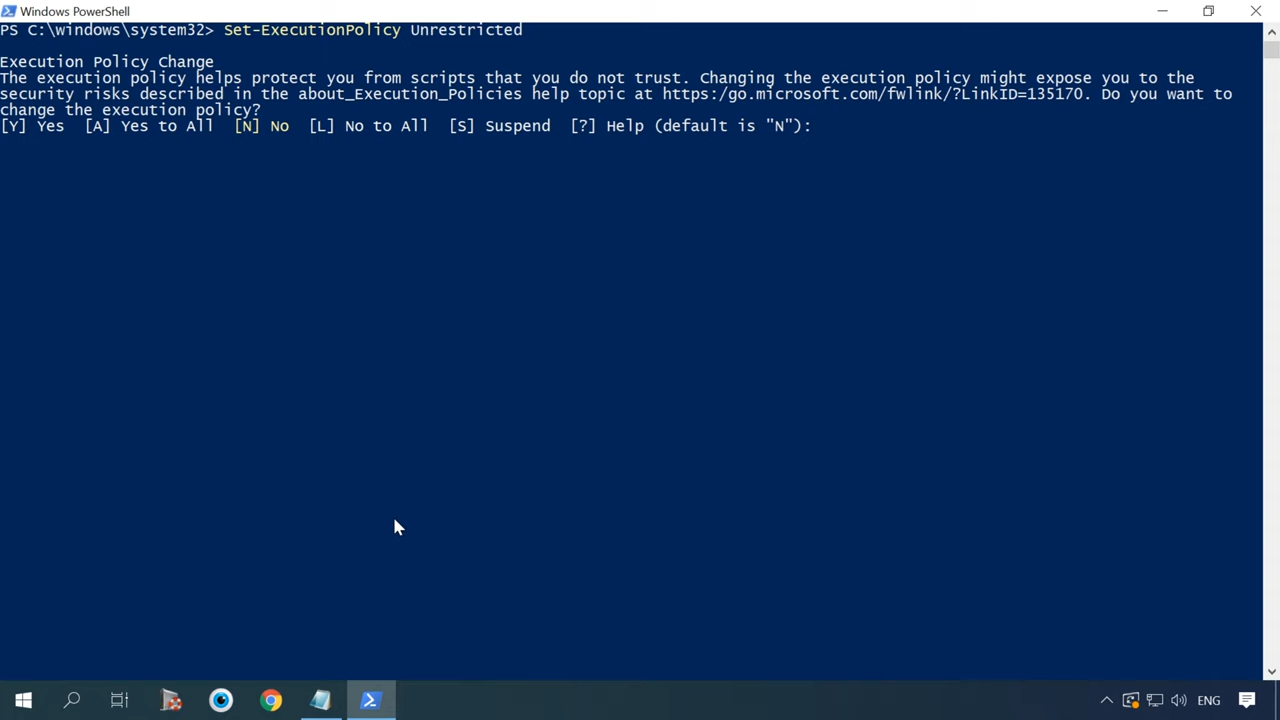 Windows PowerShell
PS C:\windows\system32> Set-ExecutionPolicy Unrestricted
Execution Policy Change
The execution policy helps protect you from scripts that you do not trust. Changing the execution policy might expose you to the
security risks described in the about_Execution_Policies help topic at https:/go.microsoft.com/fwlink/?LinkID=135170. Do you want to
change the execution policy?
[Y] Yes  [A] Yes to All  [N] No  [L] No to All  [S] Suspend  [?] Help (default is "N"):
ENG